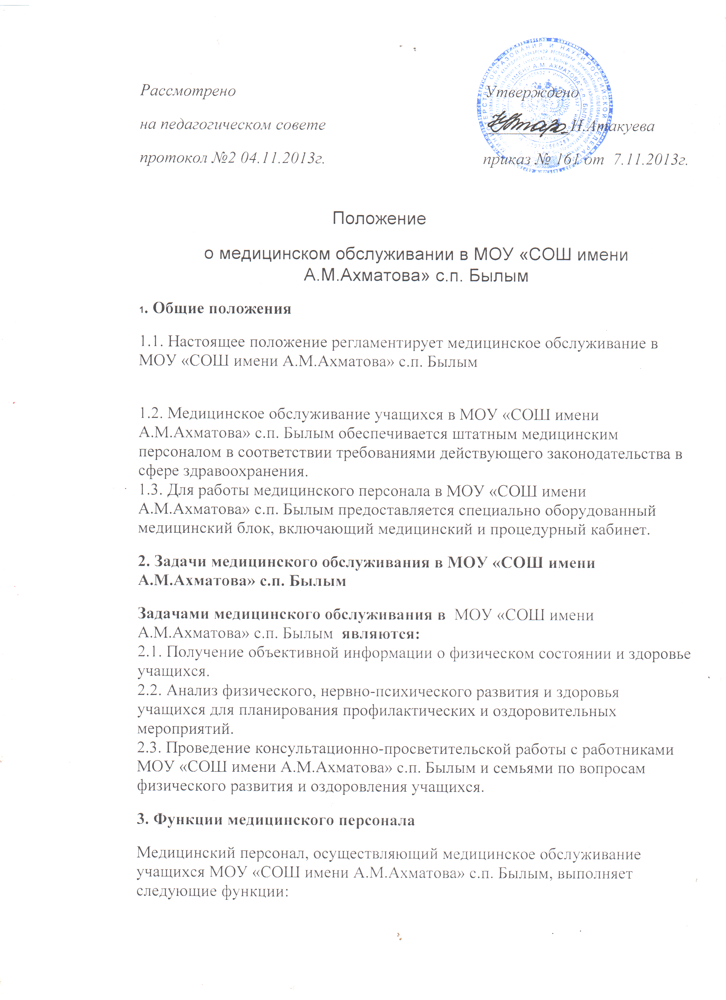 Рассмотрено
Утверждено
на педагогическом совете
Н.Атакуева
протокол №2 04.11.2013г.
приказ № 161 от 7.11.2013г.
МИНИСТЕРСТВО ОБРАЗОВАНИЯ И НАУКИ РОССИЙСКОЙ ФЕДЕРАЦИИ
Положение
о медицинском обслуживании в МОУ «СОШ имени
А.М.Ахматова» с.п. Былым
1. Общие положения
1.1. Настоящее положение регламентирует медицинское обслуживание в
МОУ «СОШ имени А.М.Ахматова» с.п. Былым
1.2. Медицинское обслуживание учащихся в МОУ «СОШ имени
А.М.Ахматова» с.п. Былым обеспечивается штатным медицинским
персоналом в соответствии требованиями действующего законодательства в
сфере здравоохранения.
1.3. Для работы медицинского персонала в МОУ «СОШ имени
А.М.Ахматова» с.п. Былым предоставляется специально оборудованный
медицинский блок, включающий медицинский и процедурный кабинет.
2. Задачи медицинского обслуживания в МОУ «СОШ имени
А.М.Ахматова» с.п. Былым
Задачами медицинского обслуживания в МОУ «СОШ имени
А.М.Ахматова» с.п. Былым являются:
2.1. Получение объективной информации о физическом состоянии и здоровье
учащихся.
2.2. Анализ физического, нервно-психического развития и здоровья
учащихся для планирования профилактических и оздоровительных
мероприятий.
2.3. Проведение консультационно-просветительской работы с работниками
МОУ «СОШ имени А.М.Ахматова» с.п. Былым и семьями по вопросам
физического развития и оздоровления учащихся.
3. Функции медицинского персонала
Медицинский персонал, осуществляющий медицинское обслуживание
учащихся МОУ «СОШ имени А.М.Ахматова» с.п. Былым, выполняет
следующие функции: